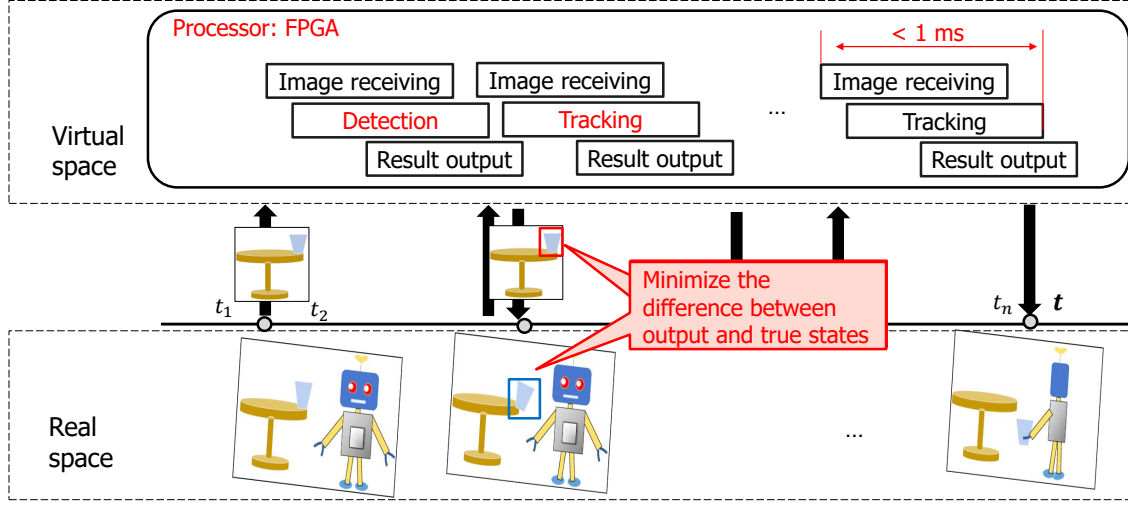 Processor: FPGA
< 1 ms
Image receiving
Image receiving
Image receiving
Detection
Tracking
...
Tracking
Result output
Result output
Result output
Virtual
space
Minimize the
difference between
output and true states
t₁
t₂
tₙ
t
Real
space
...